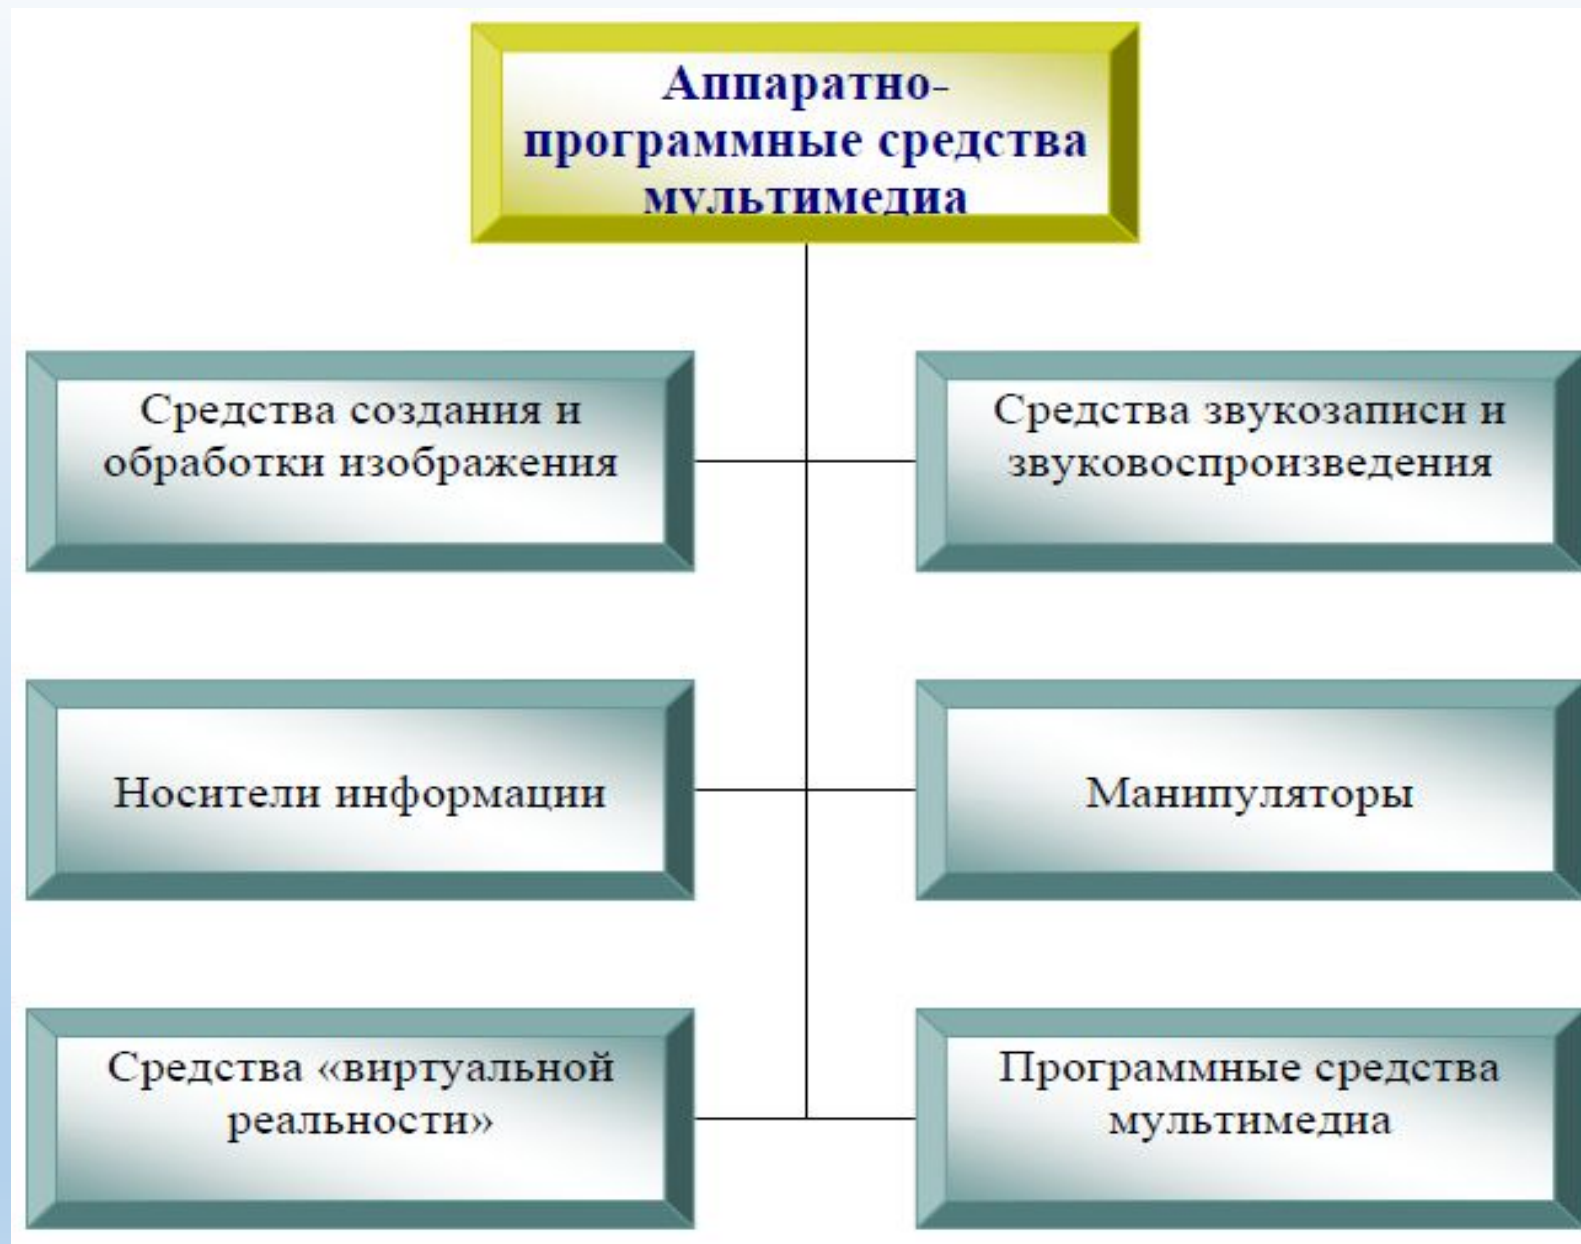 Аппаратно-
программные средства
мультимедиа
Средства создания и
обработки изображения
Средства звукозаписи и
звуковоспроизведения
Носители информации
Манипуляторы
Средства «виртуальной
реальности»
Программные средства
мультимедиа